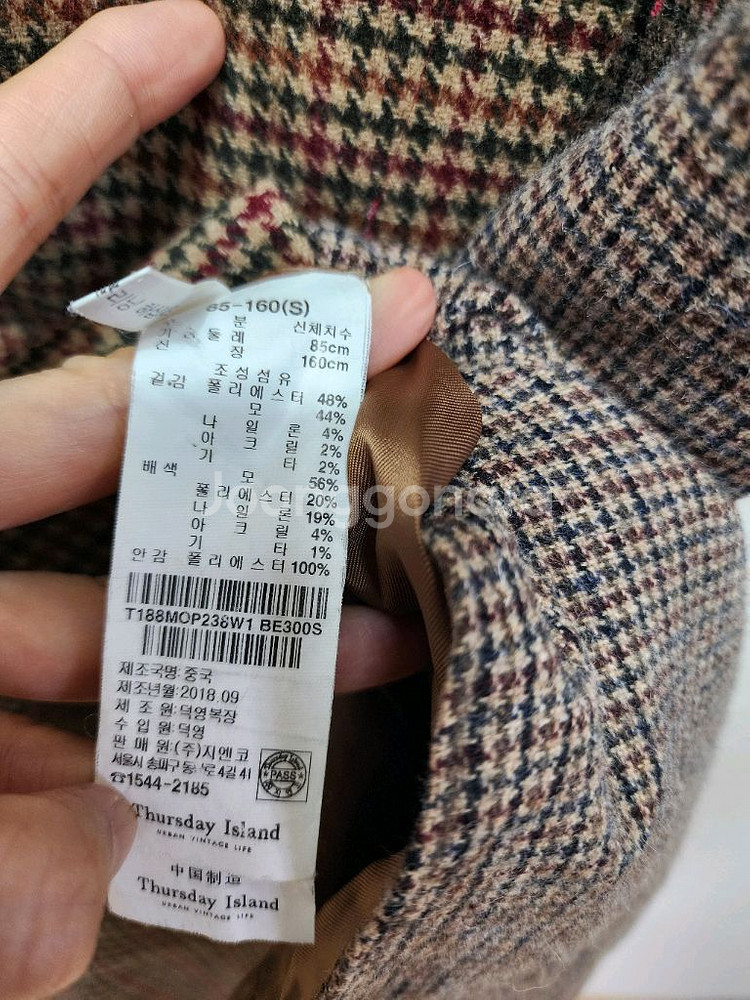 85-160(S)
분 신체치수
둘레 85cm
신 장 160cm
조성섬유
겉감 폴리에스터 48%
모 44%
나일론 4%
아크릴 2%
기타 2%
배색 모 56%
폴리에스터 20%
나일론 19%
아크릴 4%
기타 1%
안감 폴리에스터 100%
T188MOP236W1 BE300S
제조국명:중국
제조년월:2018.09
제조원:덕영복장
수입원:덕영
판매원:(주)지엔코
서울시 송파구 동 로4길 41
☎1544-2185
PASS
Thursday Island
URBAN VINTAGE LIFE
中国制造
Thursday Island
URBAN VINTAGE LIFE